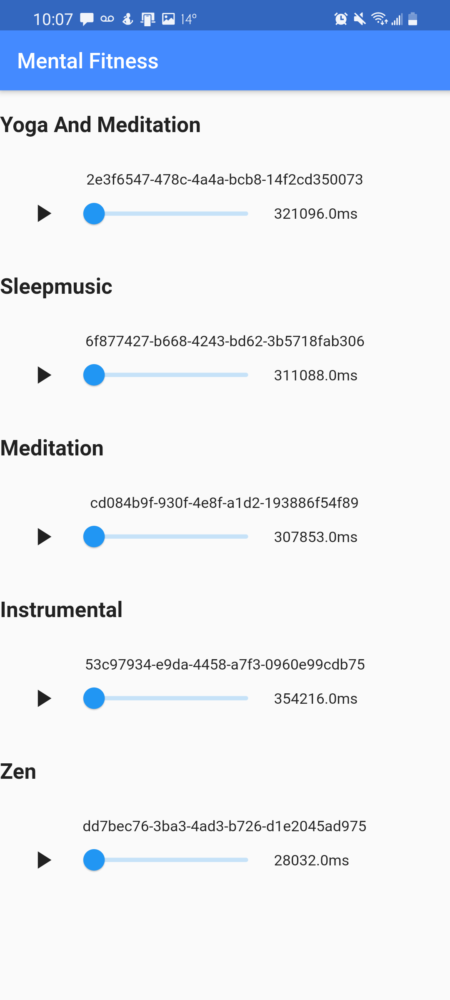 10:07 14°
Mental Fitness
Yoga And Meditation
2e3f6547-478c-4a4a-bcb8-14f2cd350073
321096.0ms
Sleepmusic
6f877427-b668-4243-bd62-3b5718fab306
311088.0ms
Meditation
cd084b9f-930f-4e8f-a1d2-193886f54f89
307853.0ms
Instrumental
53c97934-e9da-4458-a7f3-0960e99cdb75
354216.0ms
Zen
dd7bec76-3ba3-4ad3-b726-d1e2045ad975
28032.0ms